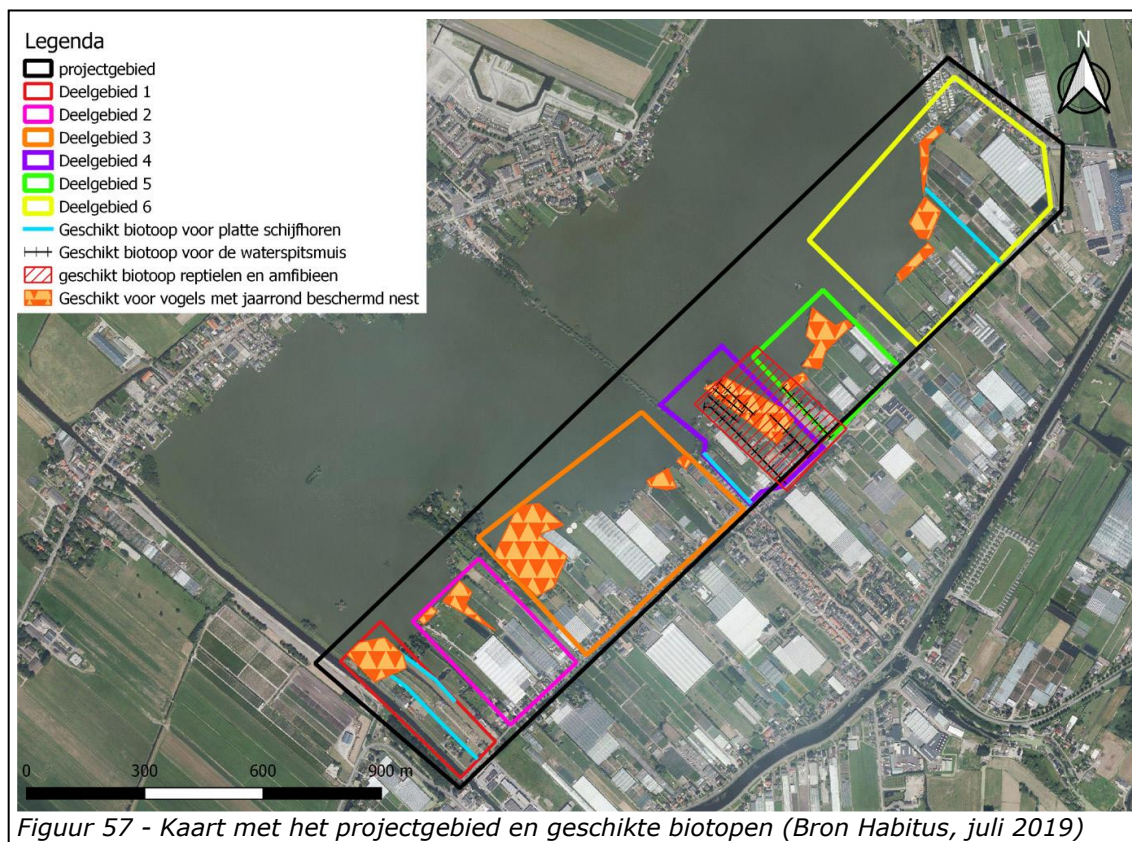 Legenda
projectgebied
Deelgebied 1
Deelgebied 2
Deelgebied 3
Deelgebied 4
Deelgebied 5
Deelgebied 6
Geschikt biotoop voor platte schijfhoren
Geschikt biotoop voor de waterspitsmuis
geschikt biotoop reptielen en amfibieen
Geschikt voor vogels met jaarrond beschermd nest
N
0 300 600 900 m
Figuur 57 - Kaart met het projectgebied en geschikte biotopen (Bron Habitus, juli 2019)